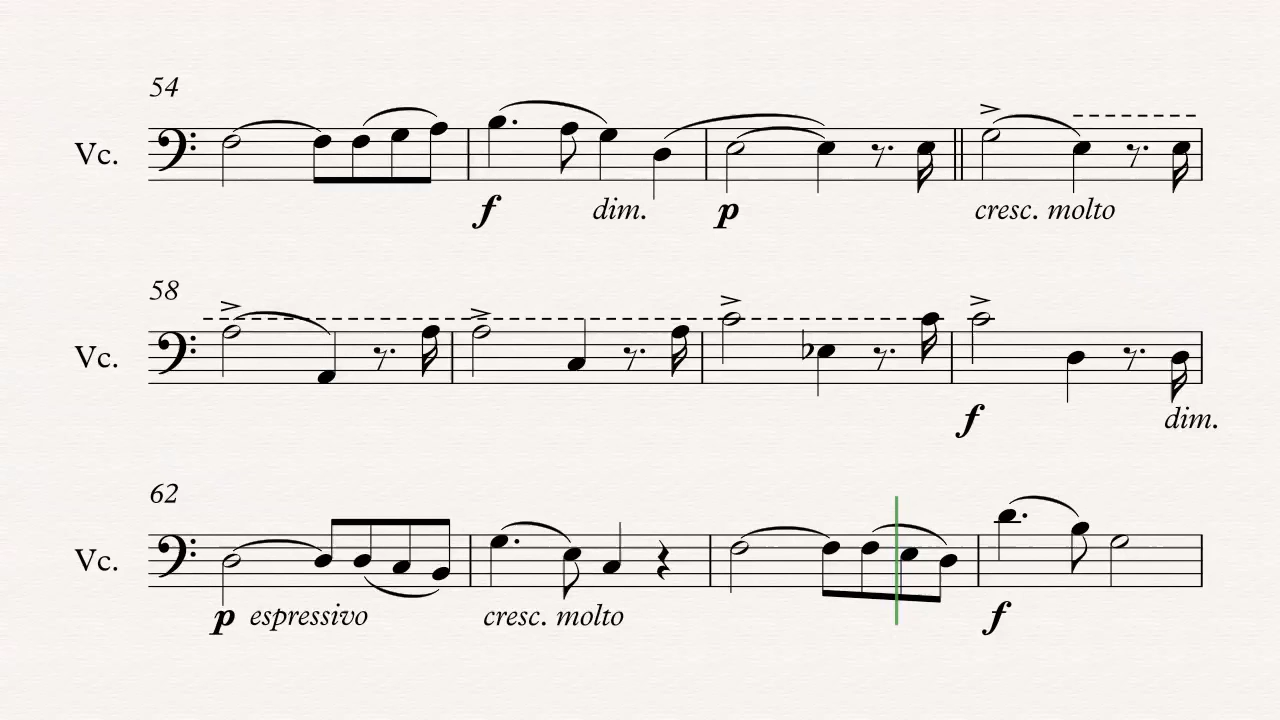 54
Vc.
f dim. p cresc. molto
58
Vc.
f dim.
62
Vc.
p espressivo cresc. molto f